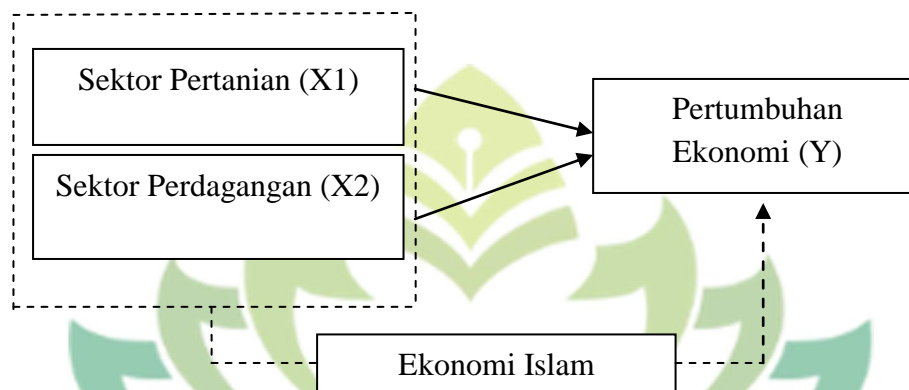 Sektor Pertanian (X1)
Sektor Perdagangan (X2)
Pertumbuhan
Ekonomi (Y)
Ekonomi Islam